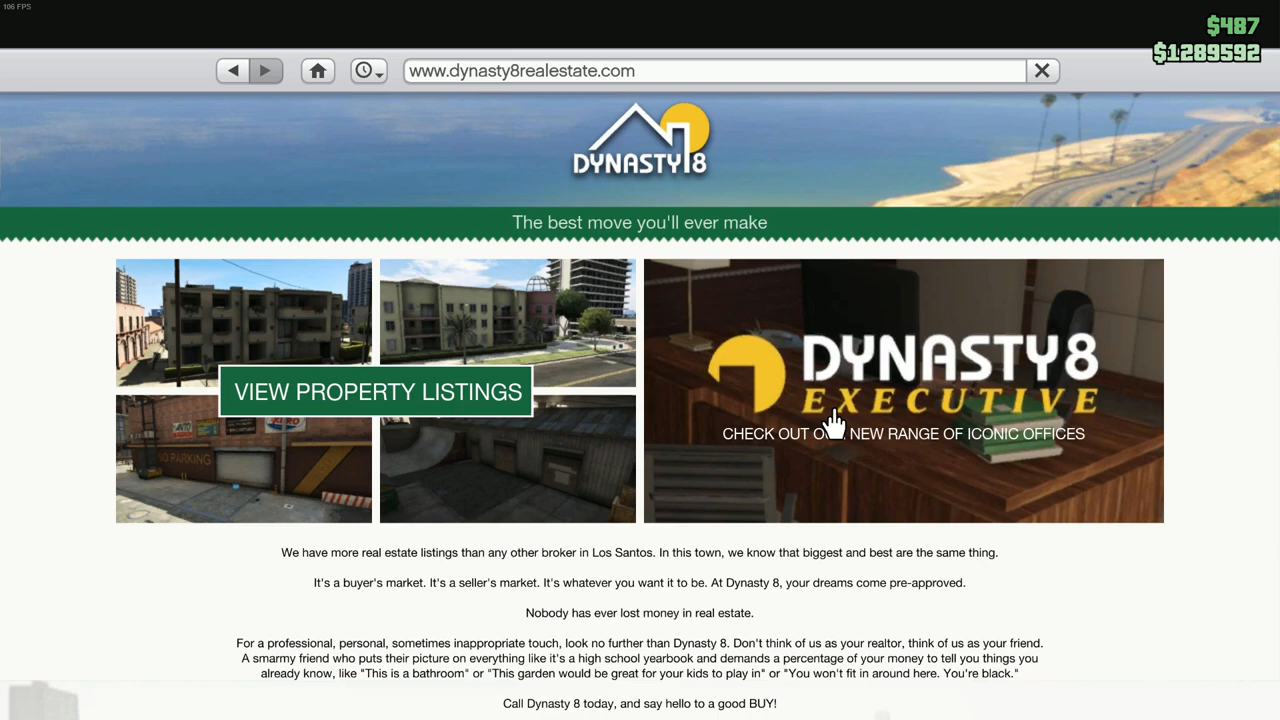 106 FPS
$487
$1289592
www.dynasty8realestate.com
DYNASTY 8
The best move you'll ever make
VIEW PROPERTY LISTINGS
NO PARKING
DYNASTY 8
EXECUTIVE
CHECK OUT NEW RANGE OF ICONIC OFFICES
We have more real estate listings than any other broker in Los Santos. In this town, we know that biggest and best are the same thing.
It's a buyer's market. It's a seller's market. It's whatever you want it to be. At Dynasty 8, your dreams come pre-approved.
Nobody has ever lost money in real estate.
For a professional, personal, sometimes inappropriate touch, look no further than Dynasty 8. Don't think of us as your realtor, think of us as your friend.
A smarmy friend who puts their picture on everything like it's a high school yearbook and demands a percentage of your money to tell you things you
already know, like "This is a bathroom" or "This garden would be great for your kids to play in" or "You won't fit in around here. You're black."
Call Dynasty 8 today, and say hello to a good BUY!